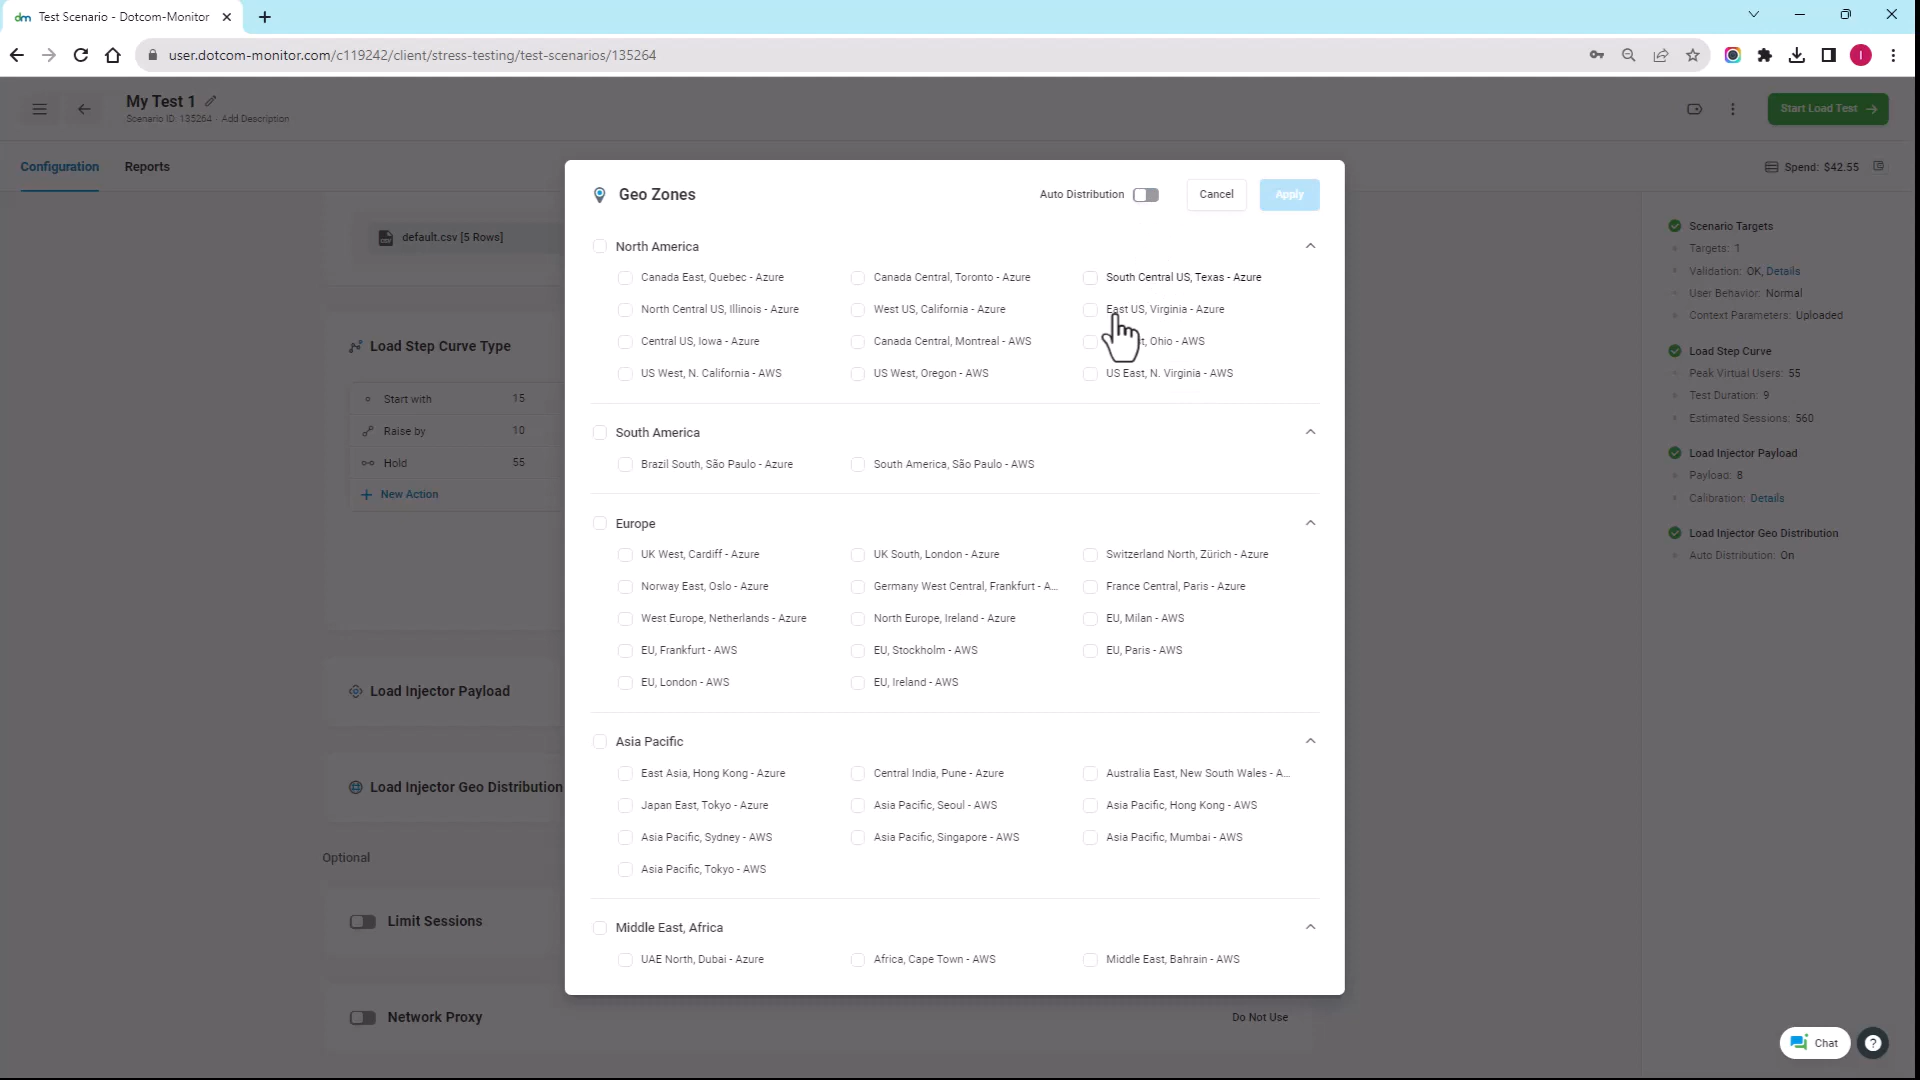 Test Scenario - Dotcom-Monitor
user.dotcom-monitor.com/c119242/client/stress-testing/test-scenarios/135264
I
My Test 1
Scenario ID: 135264 - Add Description
Start Load Test
Configuration
Reports
Spend: $42.55
default.csv [5 Rows]
Load Step Curve Type
Start with 15
Raise by 10
Hold 55
New Action
Load Injector Payload
Load Injector Geo Distribution
Optional
Limit Sessions
Network Proxy
Do Not Use
Geo Zones
Auto Distribution
Cancel
Apply
North America
Canada East, Quebec - Azure
Canada Central, Toronto - Azure
South Central US, Texas - Azure
North Central US, Illinois - Azure
West US, California - Azure
East US, Virginia - Azure
Central US, Iowa - Azure
Canada Central, Montreal - AWS
Ohio - AWS
US West, N. California - AWS
US West, Oregon - AWS
US East, N. Virginia - AWS
South America
Brazil South, São Paulo - Azure
South America, São Paulo - AWS
Europe
UK West, Cardiff - Azure
UK South, London - Azure
Switzerland North, Zürich - Azure
Norway East, Oslo - Azure
Germany West Central, Frankfurt - A...
France Central, Paris - Azure
West Europe, Netherlands - Azure
North Europe, Ireland - Azure
EU, Milan - AWS
EU, Frankfurt - AWS
EU, Stockholm - AWS
EU, Paris - AWS
EU, London - AWS
EU, Ireland - AWS
Asia Pacific
East Asia, Hong Kong - Azure
Central India, Pune - Azure
Australia East, New South Wales - A...
Japan East, Tokyo - Azure
Asia Pacific, Seoul - AWS
Asia Pacific, Hong Kong - AWS
Asia Pacific, Sydney - AWS
Asia Pacific, Singapore - AWS
Asia Pacific, Mumbai - AWS
Asia Pacific, Tokyo - AWS
Middle East, Africa
UAE North, Dubai - Azure
Africa, Cape Town - AWS
Middle East, Bahrain - AWS
Scenario Targets
Targets: 1
Validation: OK, Details
User Behavior: Normal
Context Parameters: Uploaded
Load Step Curve
Peak Virtual Users: 55
Test Duration: 9
Estimated Sessions: 560
Load Injector Payload
Payload: 8
Calibration: Details
Load Injector Geo Distribution
Auto Distribution: On
Chat